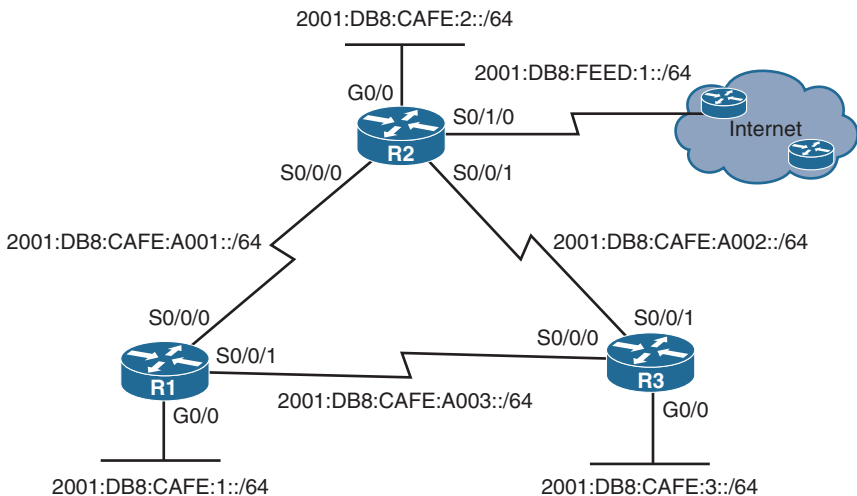 2001:DB8:CAFE:2::/64
2001:DB8:FEED:1::/64
G0/0
S0/1/0
Internet
R2
S0/0/0
S0/0/1
2001:DB8:CAFE:A001::/64
2001:DB8:CAFE:A002::/64
S0/0/0
S0/0/1
S0/0/1
S0/0/0
R1
R3
2001:DB8:CAFE:A003::/64
G0/0
G0/0
2001:DB8:CAFE:1::/64
2001:DB8:CAFE:3::/64